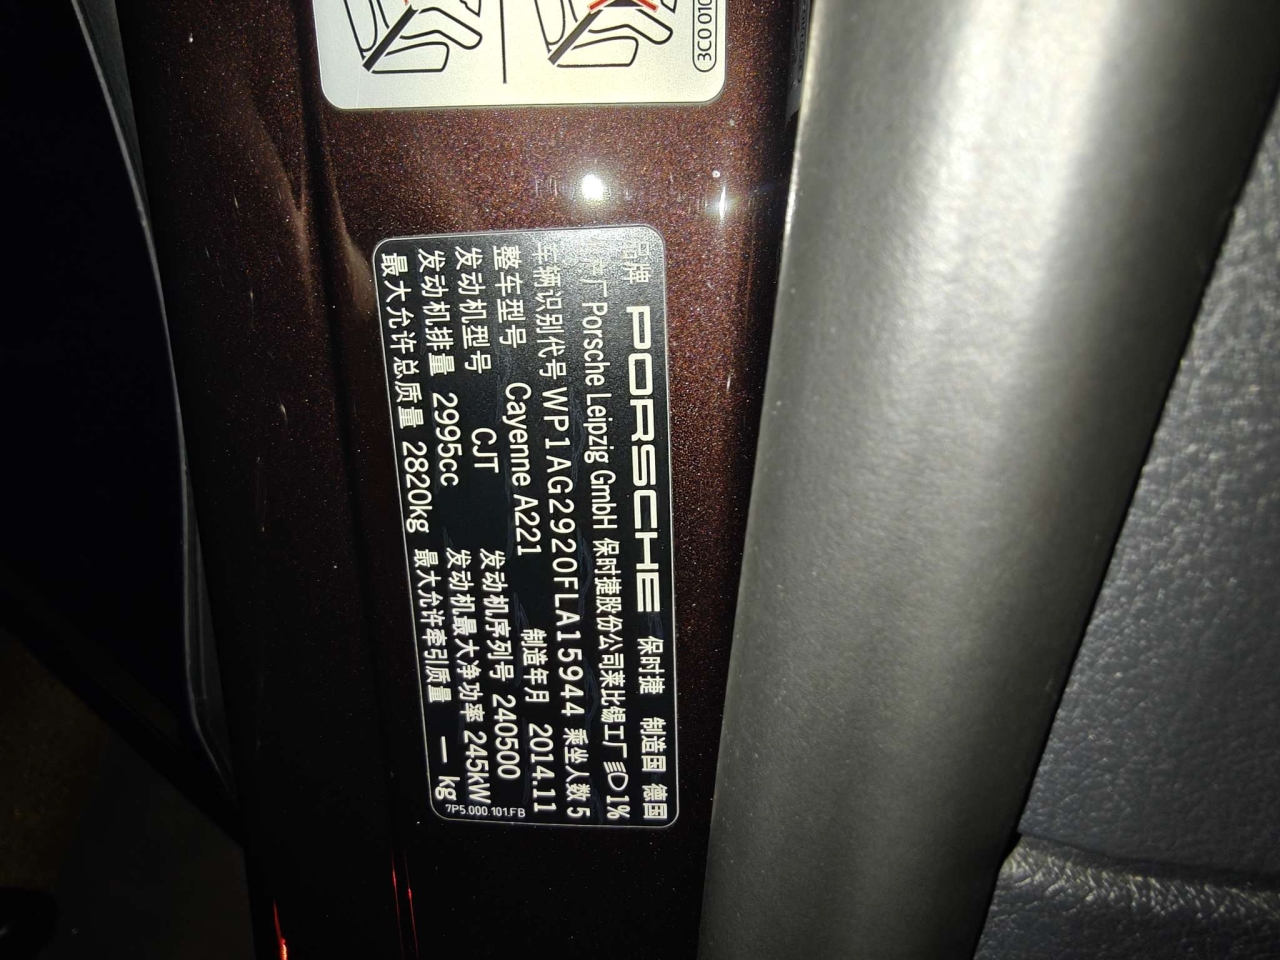 3C0 010
品牌 PORSCHE 保时捷 制造国 德国
厂 Porsche Leipzig GmbH 保时捷股份公司莱比锡工厂 1%
车辆识别代号 WP1AG2920FLA15944 乘坐人数 5
整车型号 Cayenne A221 制造年月 2014.11
发动机型号 CJT 发动机序列号 240500
发动机排量 2995cc 发动机最大净功率 245kW
最大允许总质量 2820kg 最大允许牵引质量 — kg
7P5.000.101.FB